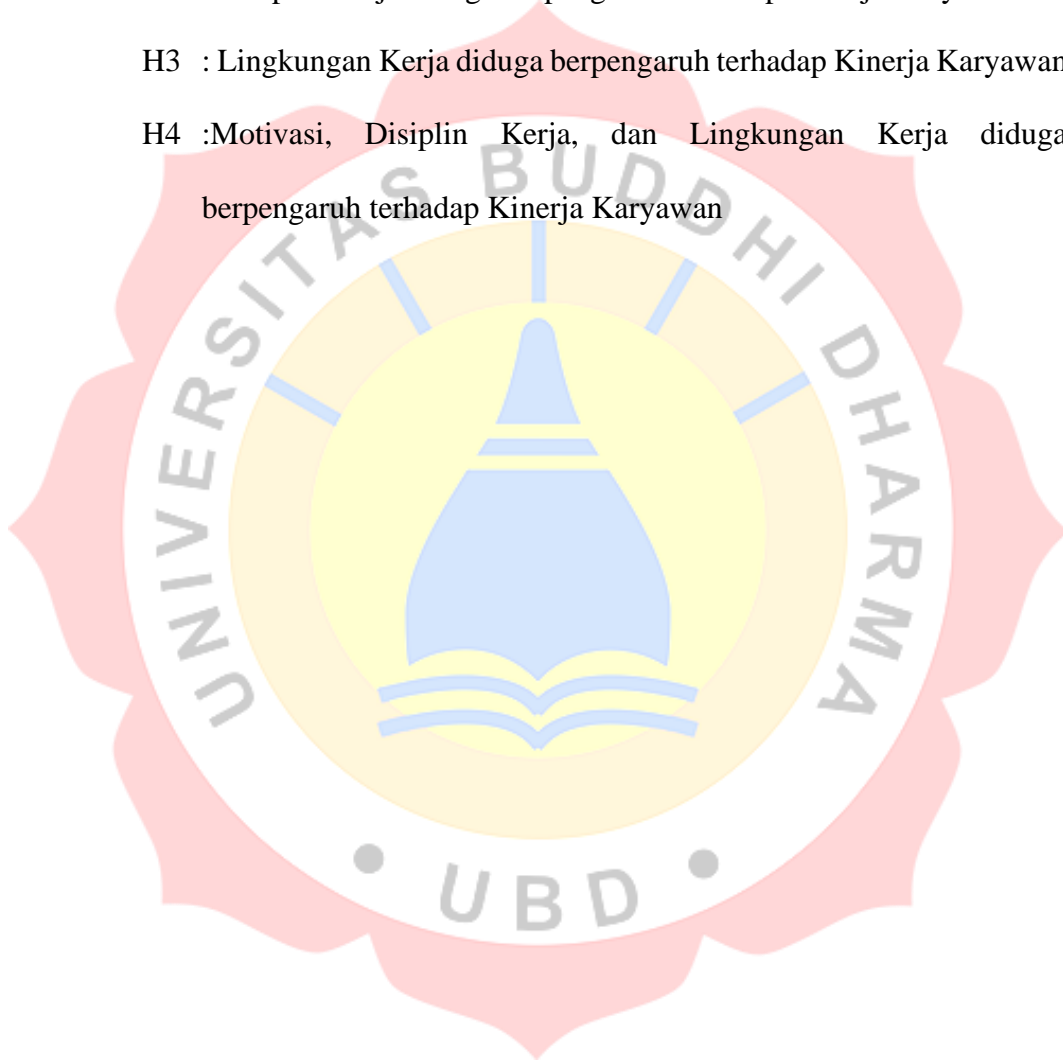 H3 : Lingkungan Kerja diduga berpengaruh terhadap Kinerja Karyawan
H4 :Motivasi, Disiplin Kerja, dan Lingkungan Kerja diduga
berpengaruh terhadap Kinerja Karyawan
UNIVERSITAS BUDDHI DHARMA
• UBD •